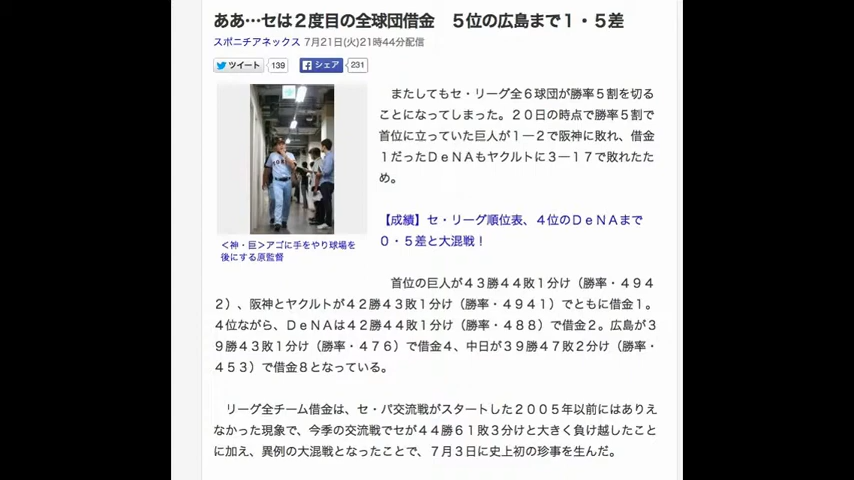 ああ…セは２度目の全球団借金　５位の広島まで１・５差
スポニチアネックス 7月21日(火)21時44分配信
ツイート 139 シェア 231
またしてもセ・リーグ全６球団が勝率５割を切る
ことになってしまった。２０日の時点で勝率５割で
首位に立っていた巨人が１―２で阪神に敗れ、借金
１だったＤｅＮＡもヤクルトに３―１７で敗れたた
め。
【成績】セ・リーグ順位表、４位のＤｅＮＡまで
０・５差と大混戦！
＜神・巨＞アゴに手をやり球場を
後にする原監督
首位の巨人が４３勝４４敗１分け（勝率・４９４
２）、阪神とヤクルトが４２勝４３敗１分け（勝率・４９４１）でともに借金１。
４位ながら、ＤｅＮＡは４２勝４４敗１分け（勝率・４８８）で借金２。広島が３
９勝４３敗１分け（勝率・４７６）で借金４、中日が３９勝４７敗２分け（勝率・
４５３）で借金８となっている。
リーグ全チーム借金は、セ・パ交流戦がスタートした２００５年以前にはありえ
なかった現象で、今季の交流戦でセが４４勝６１敗３分けと大きく負け越したこと
に加え、異例の大混戦となったことで、７月３日に史上初の珍事を生んだ。